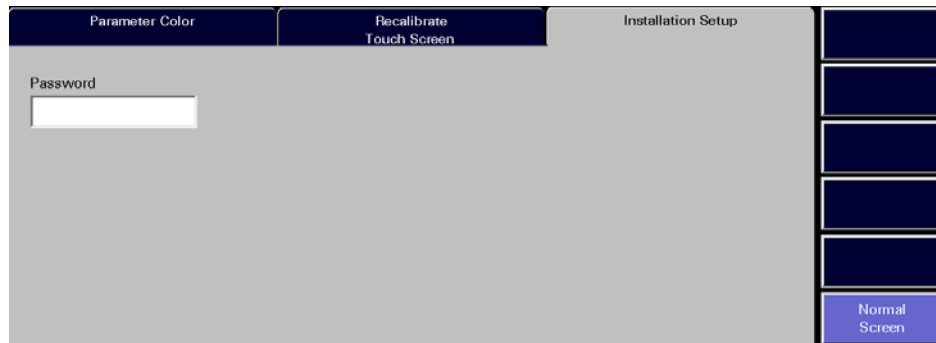 Parameter Color
Recalibrate
Touch Screen
Installation Setup
Password
Normal
Screen